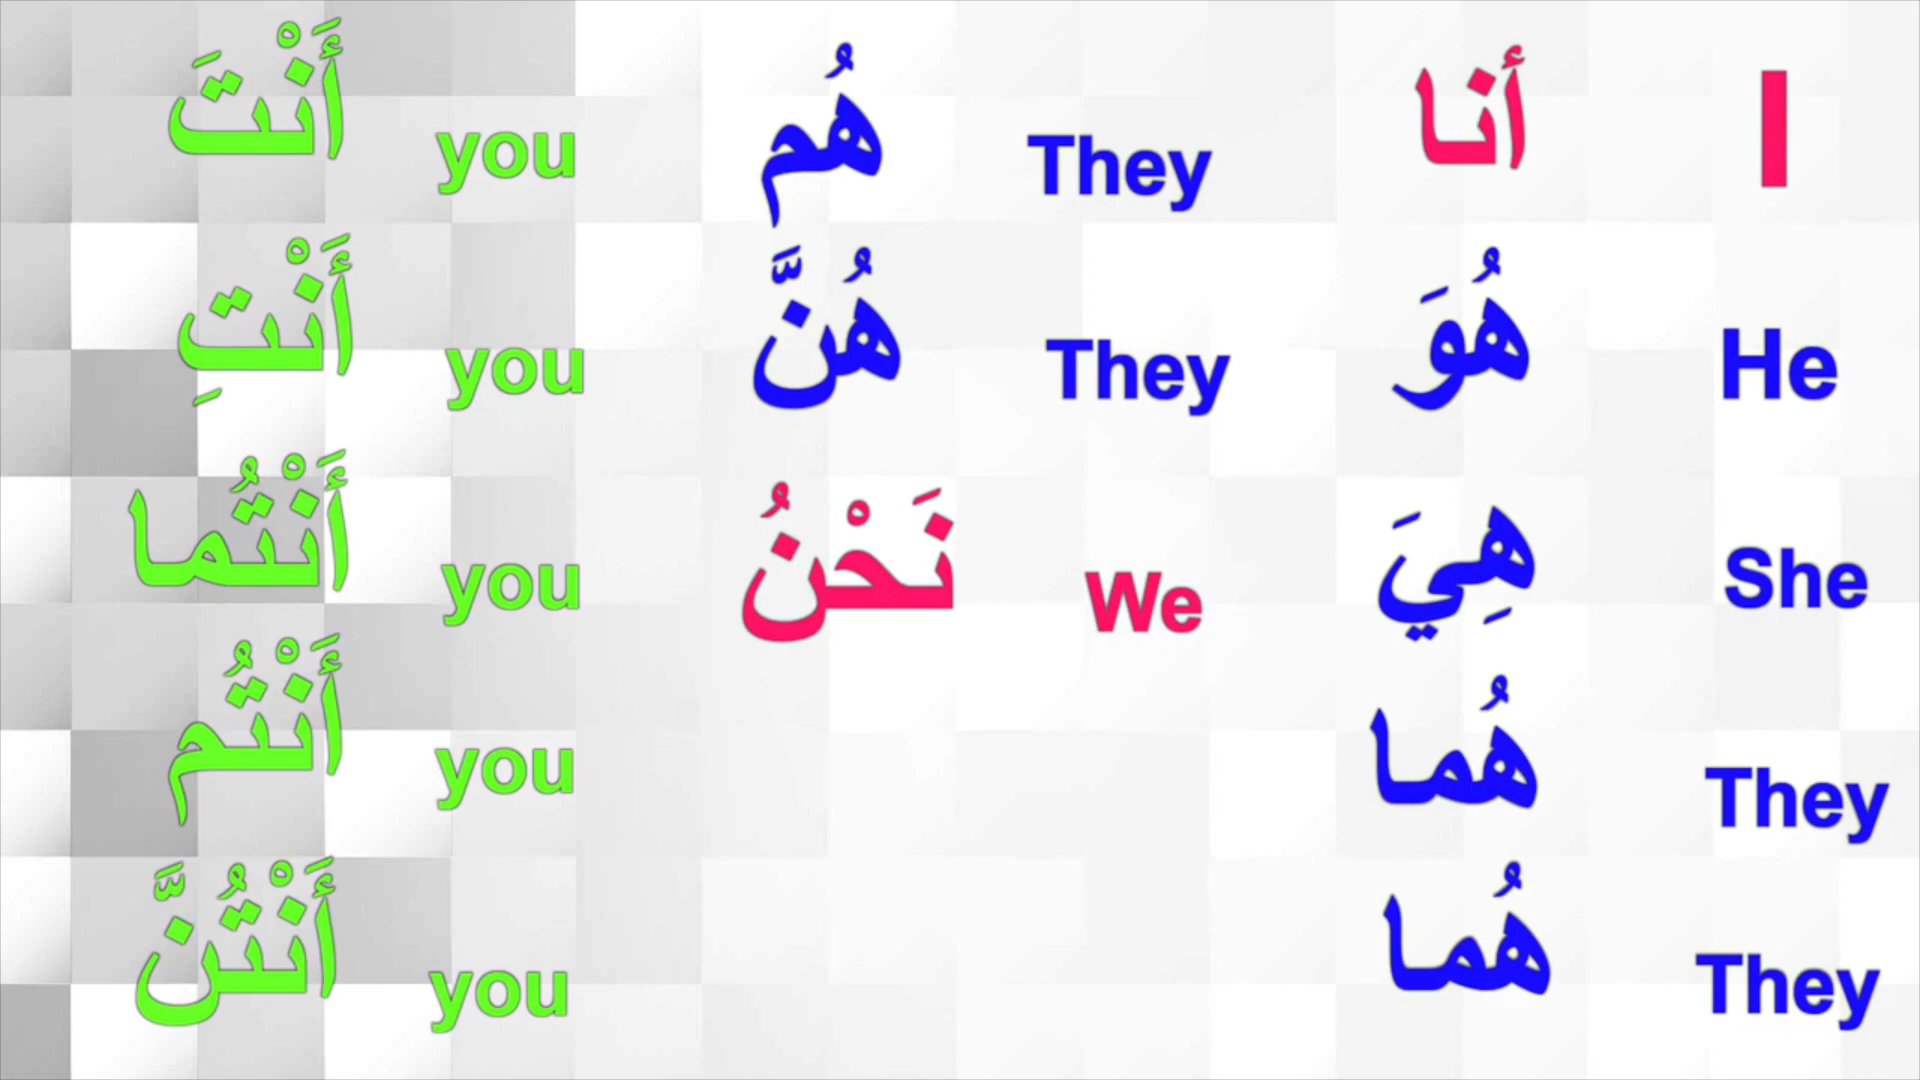 أَنْتَ you هُم They أنا I
أَنْتِ you هُنَّ They هُوَ He
أَنْتُما you نَحْنُ We هِيَ She
أَنْتُم you هُما They
أَنْتُنَّ you هُما They